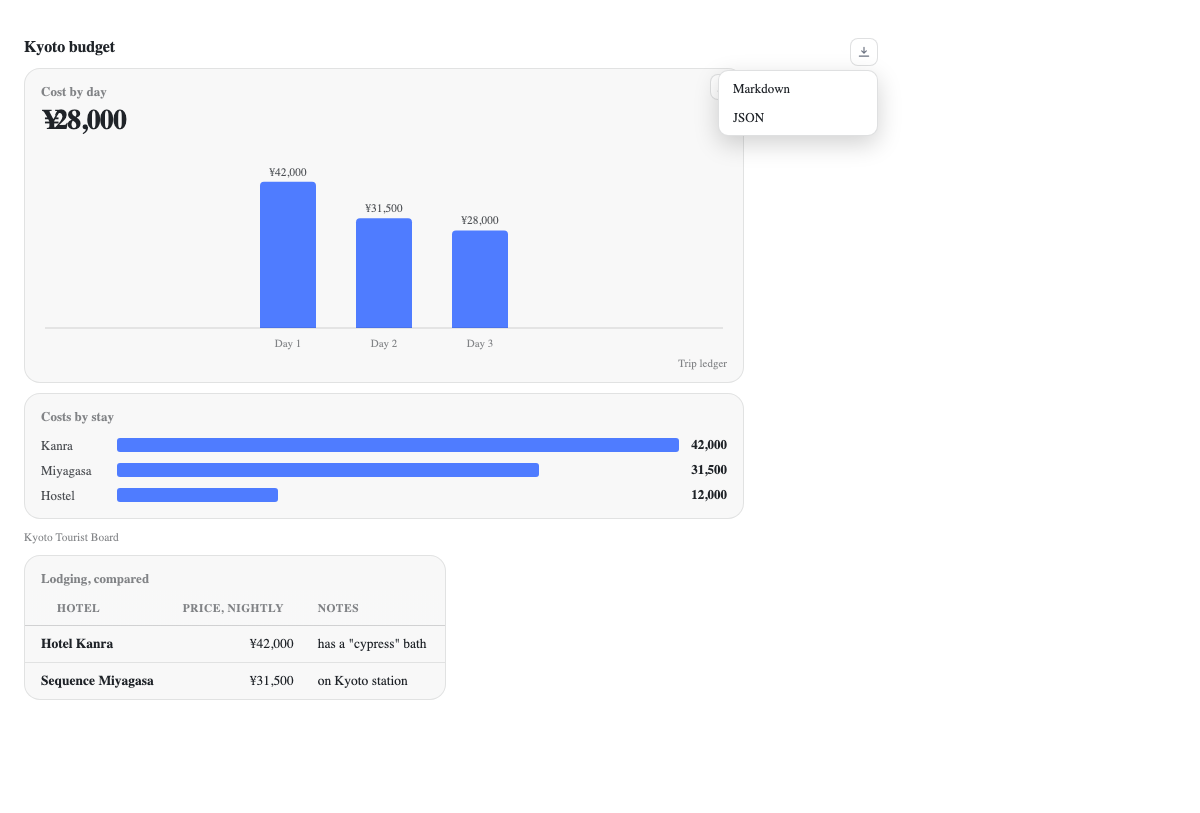 Kyoto budget
Markdown
JSON
Cost by day
¥28,000
¥42,000
¥31,500
¥28,000
Day 1 Day 2 Day 3
Trip ledger
Costs by stay
Kanra 42,000
Miyagasa 31,500
Hostel 12,000
Kyoto Tourist Board
Lodging, compared
HOTEL PRICE, NIGHTLY NOTES
Hotel Kanra ¥42,000 has a "cypress" bath
Sequence Miyagasa ¥31,500 on Kyoto station